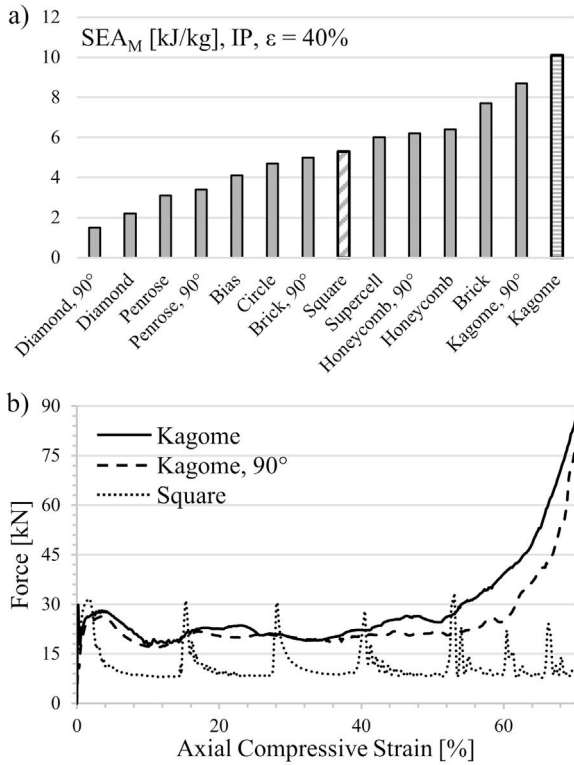 a)
SEA_M [kJ/kg], IP, ε = 40%
12
10
8
6
4
2
0
Diamond, 90°
Diamond
Penrose
Penrose, 90°
Bias
Circle
Brick, 90°
Square
Supercell
Honeycomb, 90°
Honeycomb
Brick
Kagome, 90°
Kagome
b)
90
75
60
45
30
15
0
Force [kN]
Kagome
Kagome, 90°
Square
0 20 40 60
Axial Compressive Strain [%]